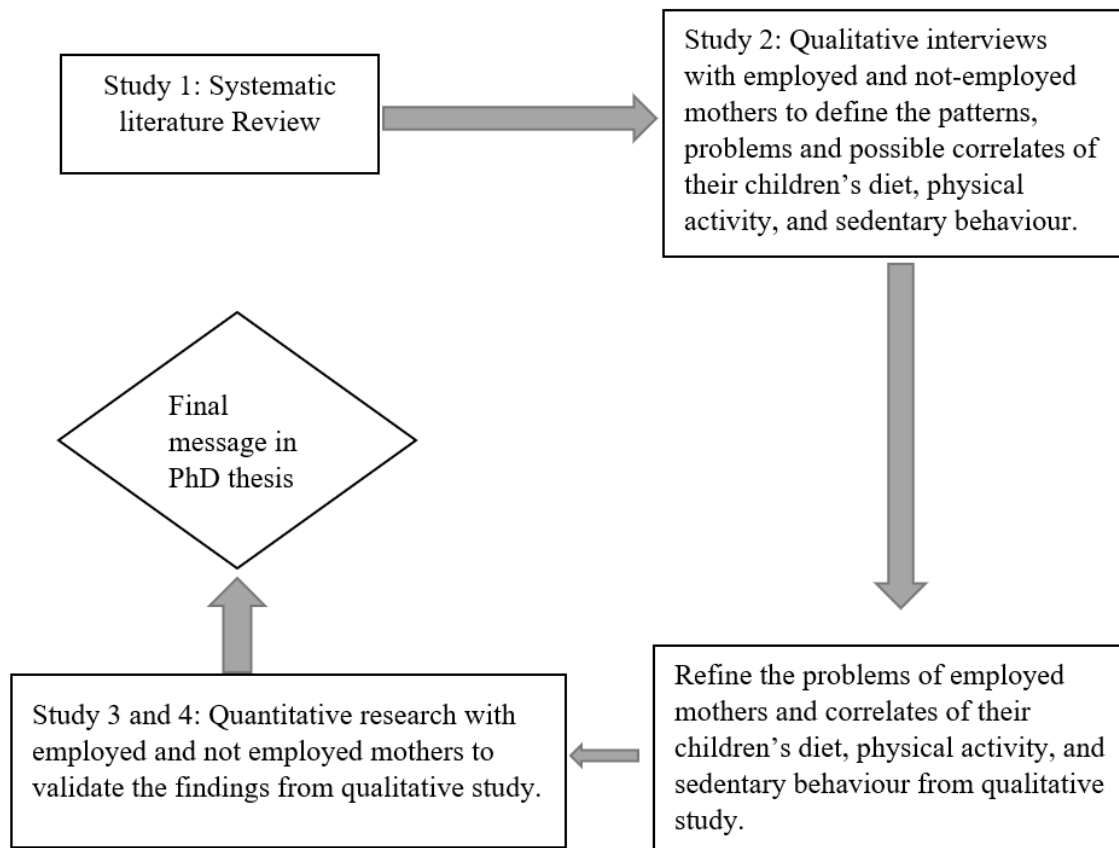 Study 1: Systematic
literature Review
Study 2: Qualitative interviews
with employed and not-employed
mothers to define the patterns,
problems and possible correlates of
their children’s diet, physical
activity, and sedentary behaviour.
Refine the problems of employed
mothers and correlates of their
children’s diet, physical activity, and
sedentary behaviour from qualitative
study.
Study 3 and 4: Quantitative research with
employed and not employed mothers to
validate the findings from qualitative study.
Final
message in
PhD thesis